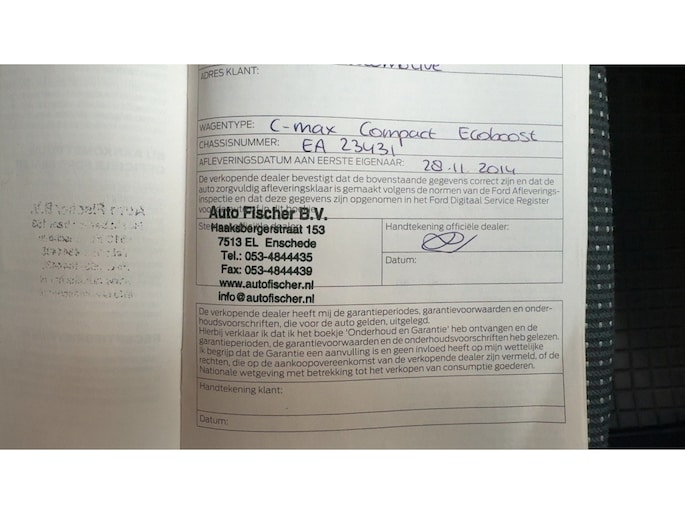 ADRES KLANT:
WAGENTYPE: C-max Compact Ecoboost
CHASSISNUMMER: EA 23431
AFLEVERINGSDATUM AAN EERSTE EIGENAAR: 28.11.2014
De verkopende dealer bevestigt dat de bovenstaande gegevens correct zijn en dat de
auto zorgvuldig afleveringsklaar is gemaakt volgens de normen van de Ford Afleverings-
inspectie en dat deze gegevens zijn opgenomen in het Ford Digitaal Service Register
Auto Fischer B.V.
Haaksbergerstraat 153
7513 EL Enschede
Tel.: 053-4844435
Fax: 053-4844439
www.autofischer.nl
info@autofischer.nl
Handtekening officiële dealer:
Datum:
De verkopende dealer heeft mij de garantieperiodes, garantievoorwaarden en onder-
houdsvoorschriften, die voor de auto gelden, uitgelegd.
Hierbij verklaar ik dat ik het boekje 'Onderhoud en Garantie' heb ontvangen en de
garantieperiodes, de garantievoorwaarden en de onderhoudsvoorschriften heb gelezen.
Ik begrijp dat de Garantie een aanvulling is en geen invloed heeft op mijn wettelijke
rechten, die op de aankoopovereenkomst van de verkopende dealer zijn vermeld, of de
Nationale wetgeving met betrekking tot het verkopen van consumptie goederen.
Handtekening klant:
Datum: